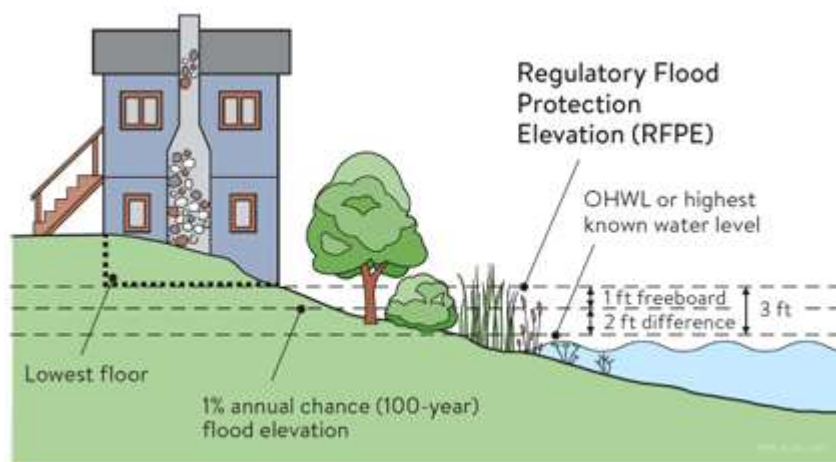 Regulatory Flood
Protection
Elevation (RFPE)
OHWL or highest
known water level
1 ft freeboard
3 ft
2 ft difference
Lowest floor
1% annual chance (100-year)
flood elevation